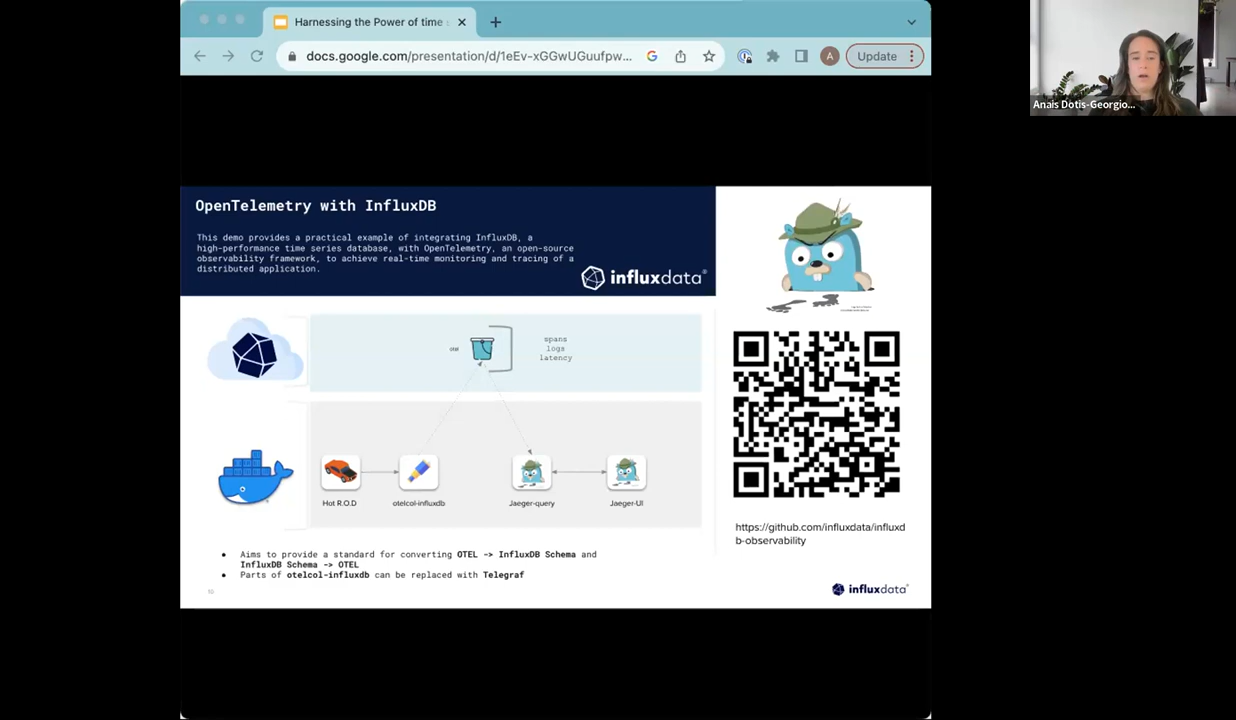 Harnessing the Power of time s
docs.google.com/presentation/d/1eEv-xGGwUGuufpw...
A
Update
Anais Dotis-Georgio...
OpenTelemetry with InfluxDB
This demo provides a practical example of integrating InfluxDB, a
high-performance time series database, with OpenTelemetry, an open-source
observability framework, to achieve real-time monitoring and tracing of a
distributed application.
influxdata®
spans
logs
latency
Hot R.O.D
otelcol-influxdb
Jaeger-query
Jaeger-UI
https://github.com/influxdata/influxd
b-observability
• Aims to provide a standard for converting OTEL -> InfluxDB Schema and
InfluxDB Schema -> OTEL
• Parts of otelcol-influxdb can be replaced with Telegraf
influxdata®